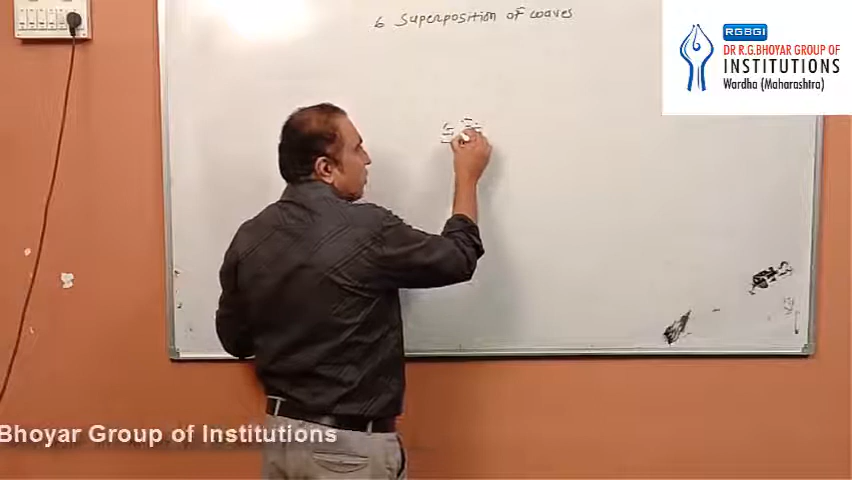 6 Superposition of waves
RGBGI
DR R.G.BHOYAR GROUP OF
INSTITUTIONS
Wardha (Maharashtra)
Bhoyar Group of Institutions